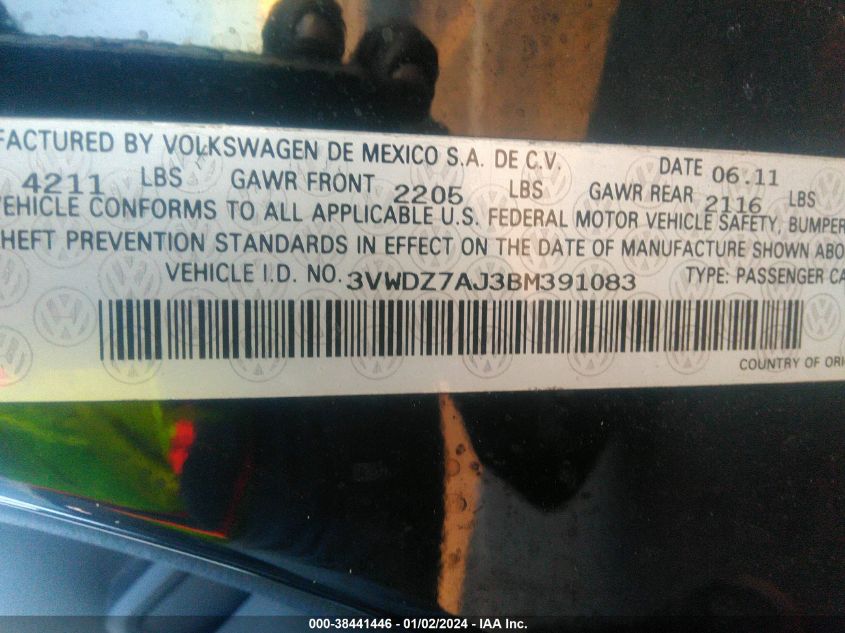 FACTURED BY VOLKSWAGEN DE MEXICO S.A. DE C.V. DATE 06.11
4211 LBS GAWR FRONT 2205 LBS GAWR REAR 2116 LBS
VEHICLE CONFORMS TO ALL APPLICABLE U.S. FEDERAL MOTOR VEHICLE SAFETY, BUMPER
HEFT PREVENTION STANDARDS IN EFFECT ON THE DATE OF MANUFACTURE SHOWN ABO
VEHICLE I.D. NO. 3VWDZ7AJ3BM391083 TYPE: PASSENGER CA
COUNTRY OF ORI
000-38441446 - 01/02/2024 - IAA Inc.